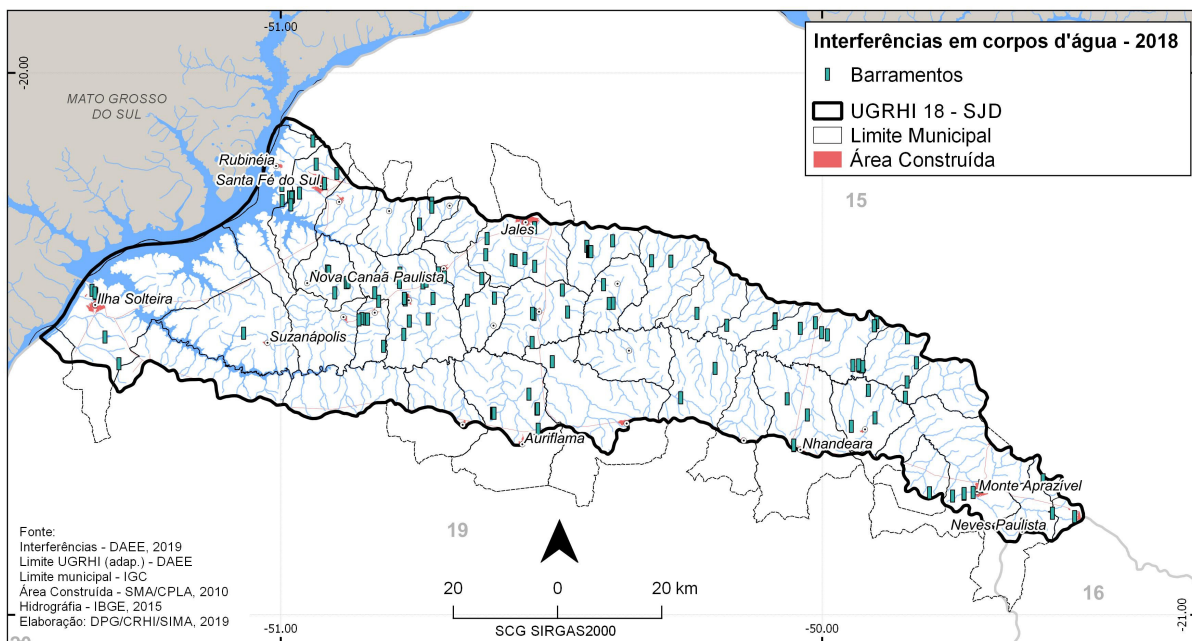 -51.00
-50.00
-20.00
Interferências em corpos d'água - 2018
Barramentos
UGRHI 18 - SJD
Limite Municipal
Área Construída
MATO GROSSO
DO SUL
15
Rubinéia
Santa Fé do Sul
Jales
Nova Canaã Paulista
Ilha Solteira
Suzanápolis
Auriflama
Nhandeara
Monte Aprazível
Neves Paulista
19
16
Fonte:
Interferências - DAEE, 2019
Limite UGRHI (adap.) - DAEE
Limite municipal - IGC
Área Construída - SMA/CPLA, 2010
Hidrográfia - IBGE, 2015
Elaboração: DPG/CRHI/SIMA, 2019
20 0 20 km
SCG SIRGAS2000
-21.00
20
-51.00
-50.00